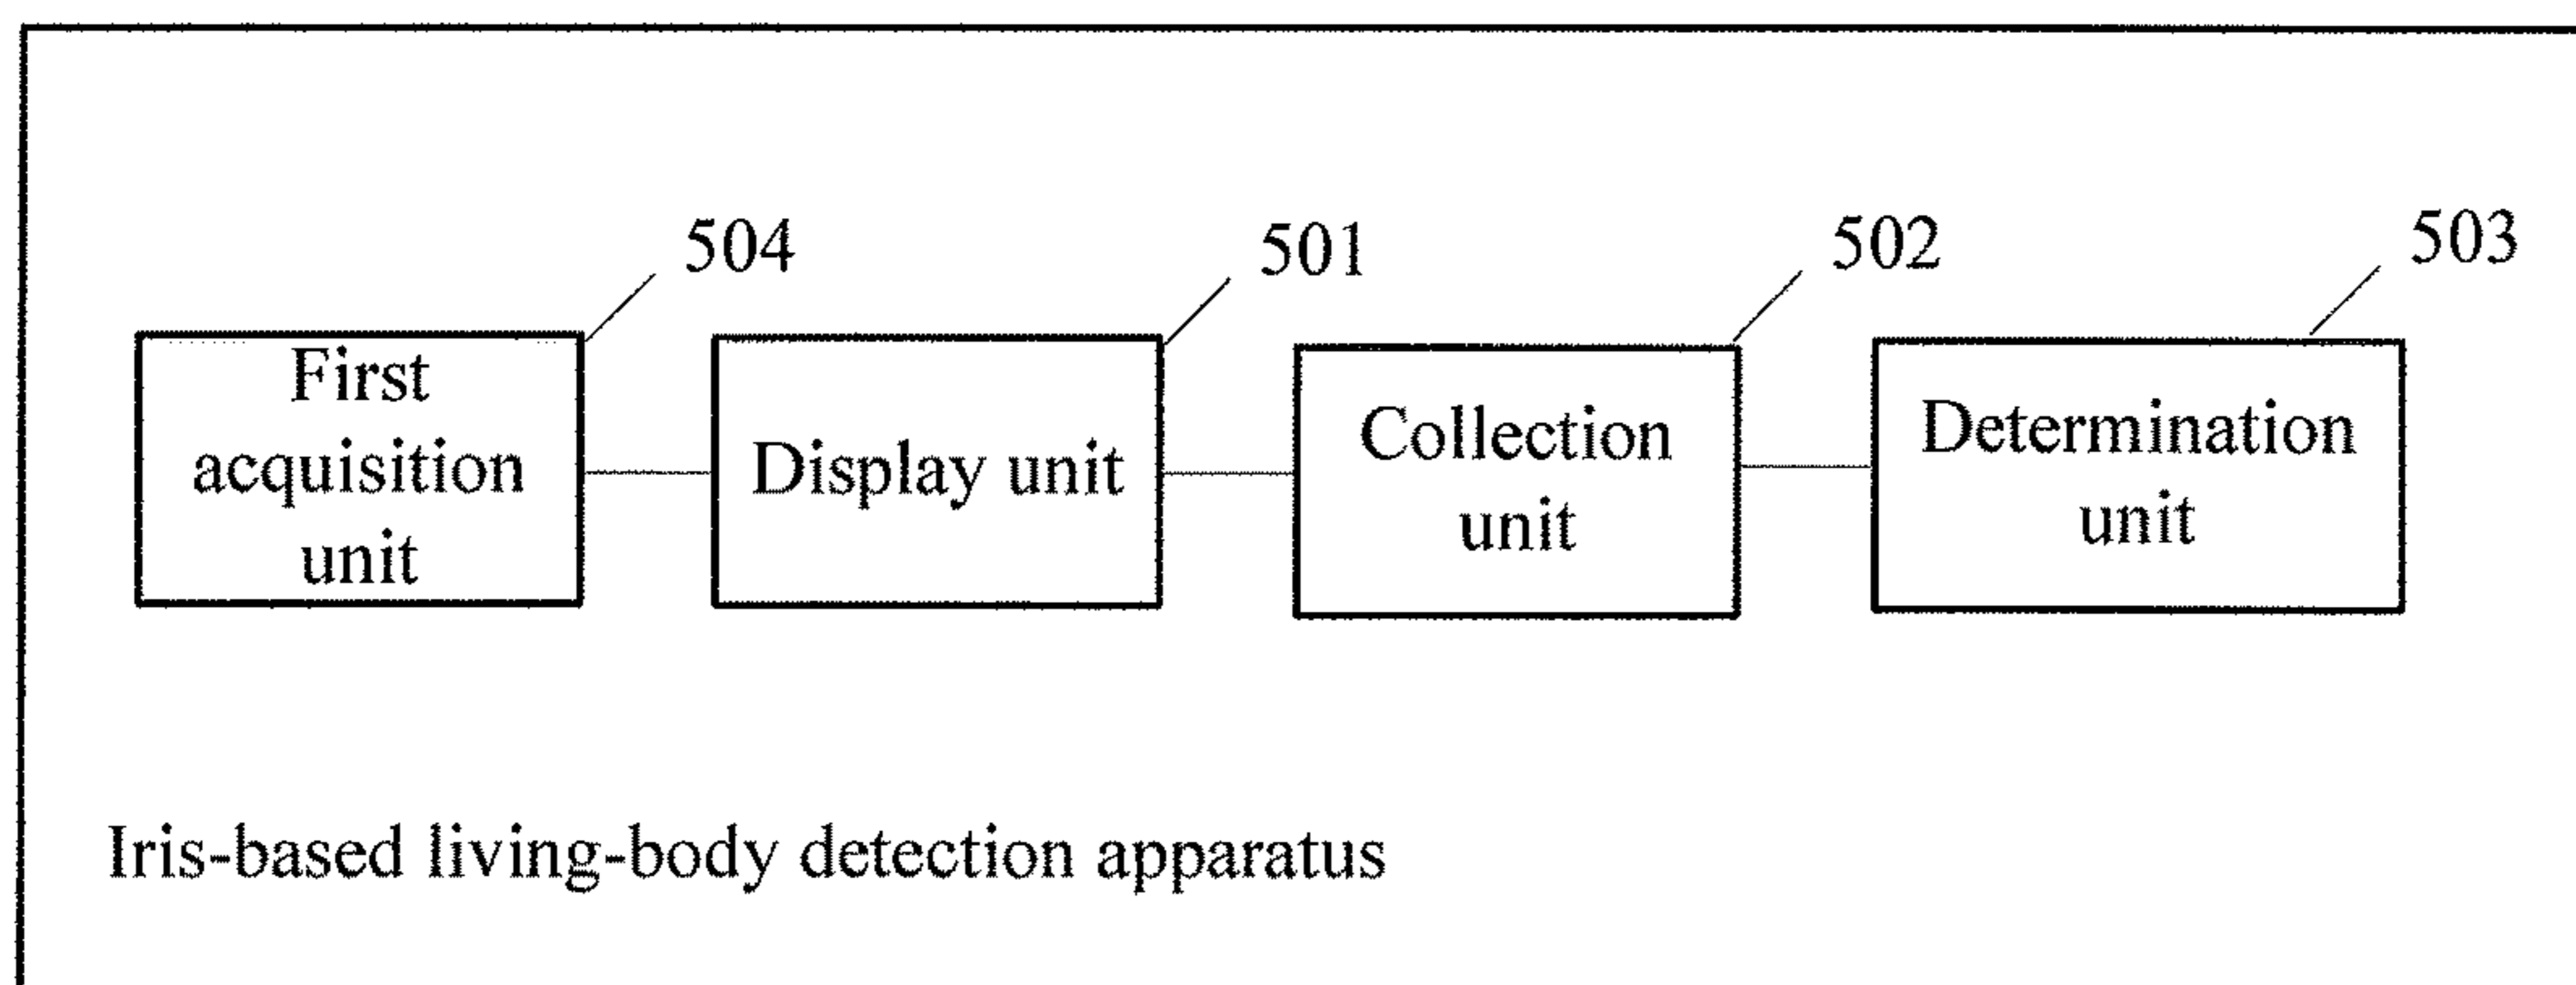 504
501
502
503
First
acquisition
unit
Display unit
Collection
unit
Determination
unit
Iris-based living-body detection apparatus